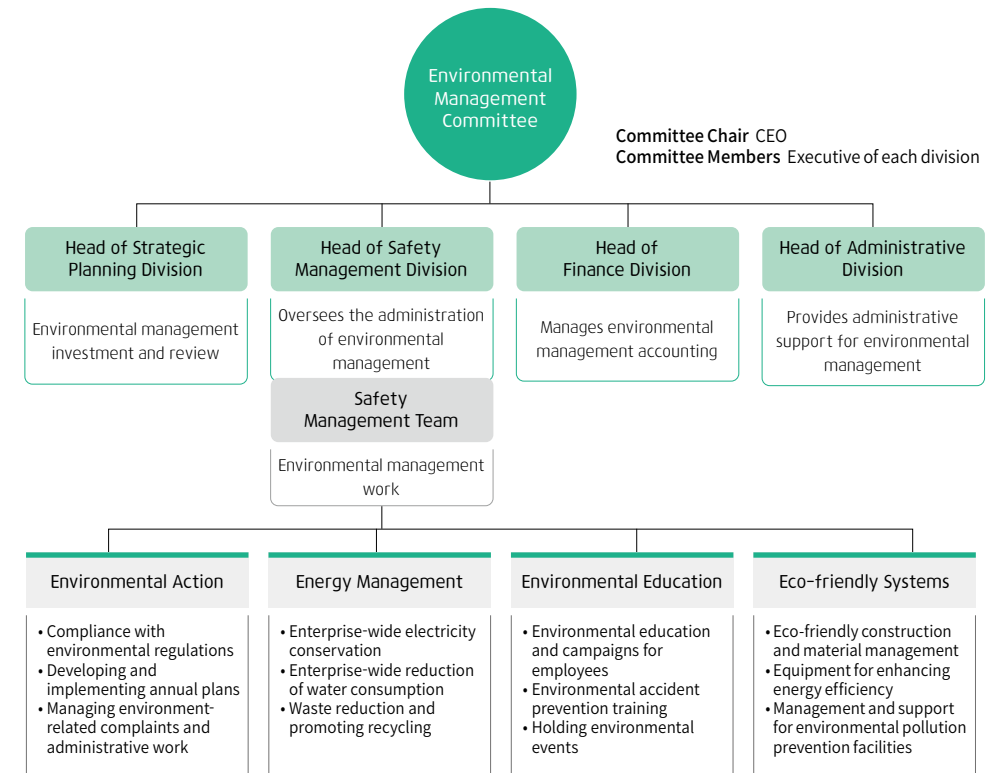 Environmental
Management
Committee
Committee Chair CEO
Committee Members Executive of each division
Head of Strategic
Planning Division
Environmental management
investment and review
Head of Safety
Management Division
Oversees the administration
of environmental
management
Safety
Management Team
Environmental management
work
Head of
Finance Division
Manages environmental
management accounting
Head of Administrative
Division
Provides administrative
support for environmental
management
Environmental Action
• Compliance with
environmental regulations
• Developing and
implementing annual plans
• Managing environment-
related complaints and
administrative work
Energy Management
• Enterprise-wide electricity
conservation
• Enterprise-wide reduction
of water consumption
• Waste reduction and
promoting recycling
Environmental Education
• Environmental education
and campaigns for
employees
• Environmental accident
prevention training
• Holding environmental
events
Eco-friendly Systems
• Eco-friendly construction
and material management
• Equipment for enhancing
energy efficiency
• Management and support
for environmental pollution
prevention facilities